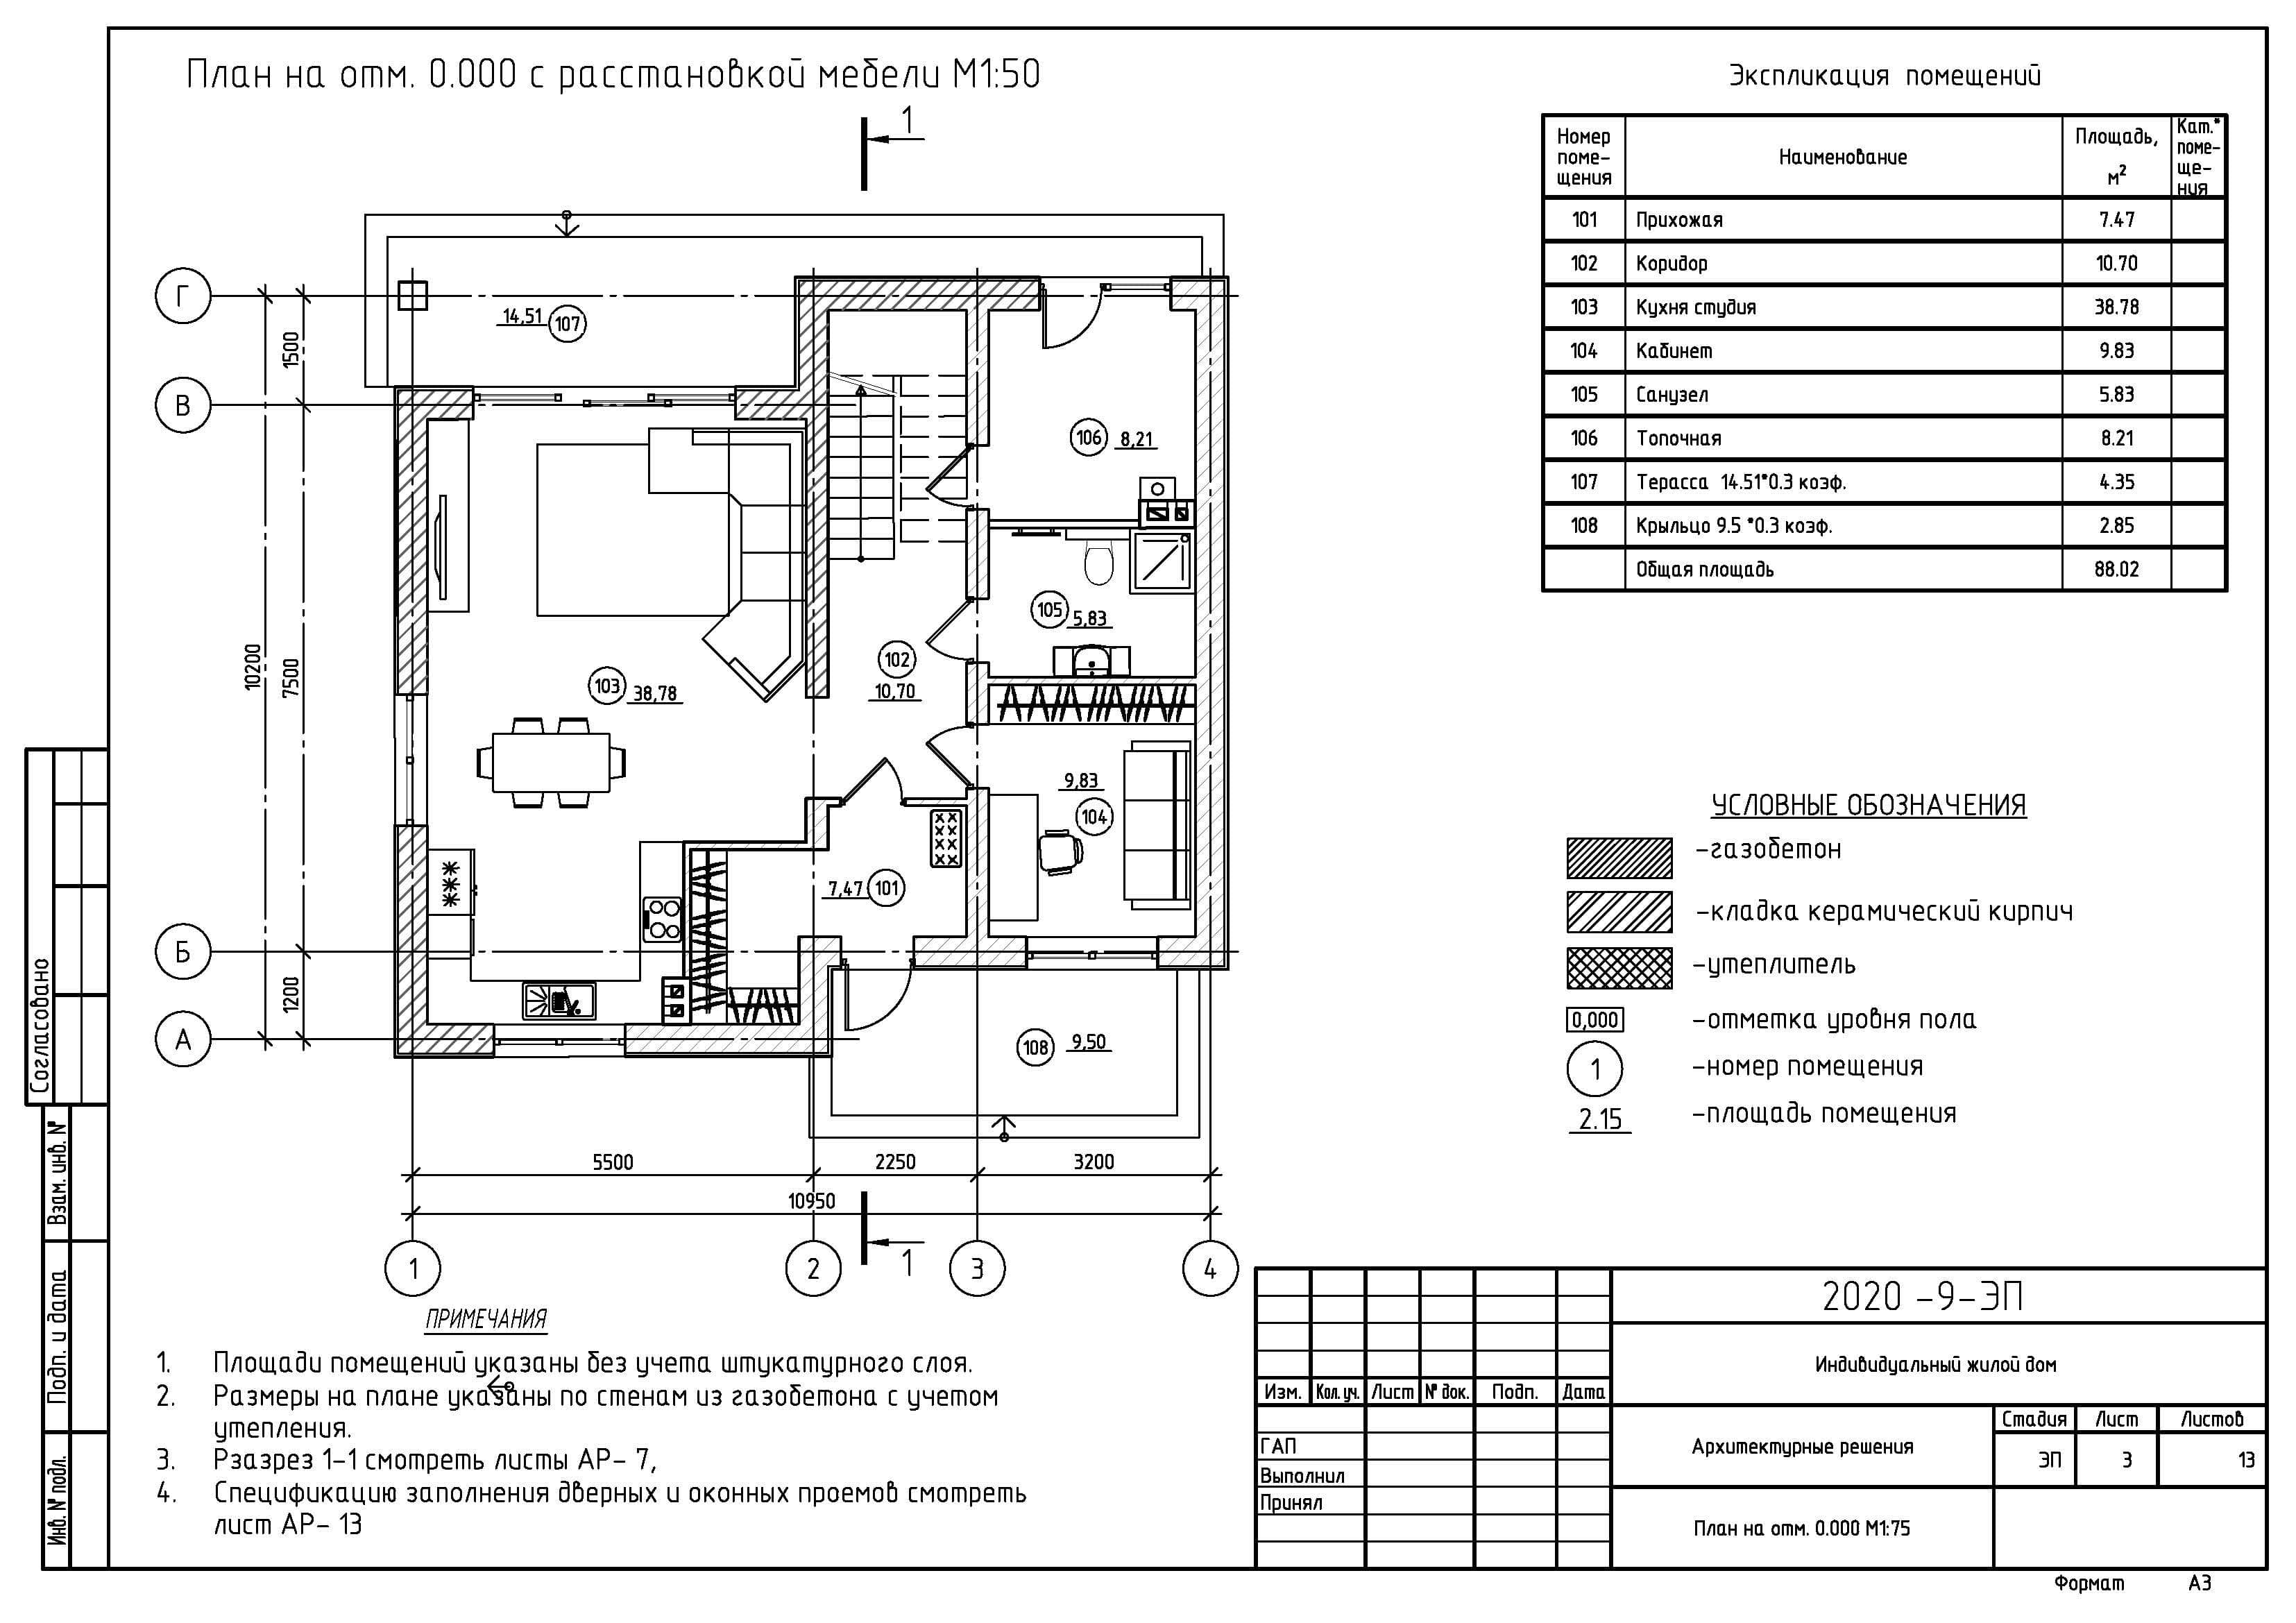 План на отм. 0.000 с расстановкой мебели М1:50
Экспликация помещений
Номер поме-щения
Наименование
Площадь, м2
Кат.* поме-ще-ния
101 Прихожая 7.47
102 Коридор 10.70
103 Кухня студия 38.78
104 Кабинет 9.83
105 Санузел 5.83
106 Топочная 8.21
107 Терасса 14.51*0.3 коэф. 4.35
108 Крыльцо 9.5 *0.3 коэф. 2.85
Общая площадь 88.02
1
Г
В
Б
А
1500
7500
1200
10200
14,51 107
106 8,21
105 5,83
102
10,70
103 38,78
9,83
104
7,47 101
108 9,50
5500 2250 3200
10950
1 2 3 4
1
УСЛОВНЫЕ ОБОЗНАЧЕНИЯ
-газобетон
-кладка керамический кирпич
-утеплитель
0,000 -отметка уровня пола
1 -номер помещения
2.15 -площадь помещения
ПРИМЕЧАНИЯ
1. Площади помещений указаны без учета штукатурного слоя.
2. Размеры на плане указаны по стенам из газобетона с учетом
утепления.
3. Рзазрез 1-1 смотреть листы АР- 7,
4. Спецификацию заполнения дверных и оконных проемов смотреть
лист АР- 13
Согласовано
Взам. инв. №
Подп. и дата
Инв. № подл.
2020 -9-ЭП
Индивидуальный жилой дом
Изм. Кол. уч. Лист № док. Подп. Дата
ГАП
Выполнил
Принял
Архитектурные решения
Стадия Лист Листов
ЭП 3 13
План на отм. 0.000 М1:75
Формат А3